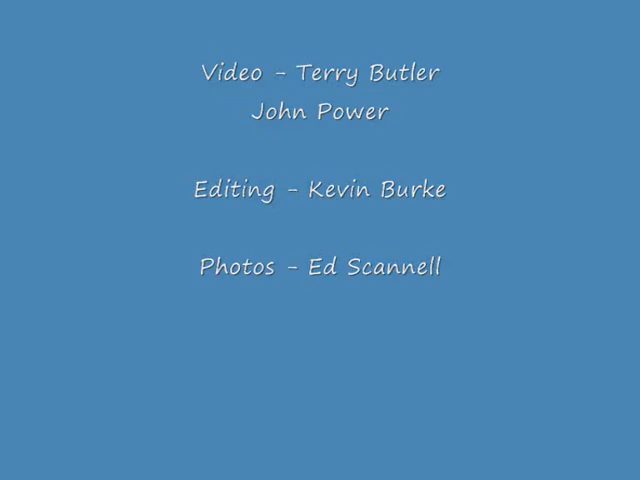 Video - Terry Butler
John Power
Editing - Kevin Burke
Photos - Ed Scannell